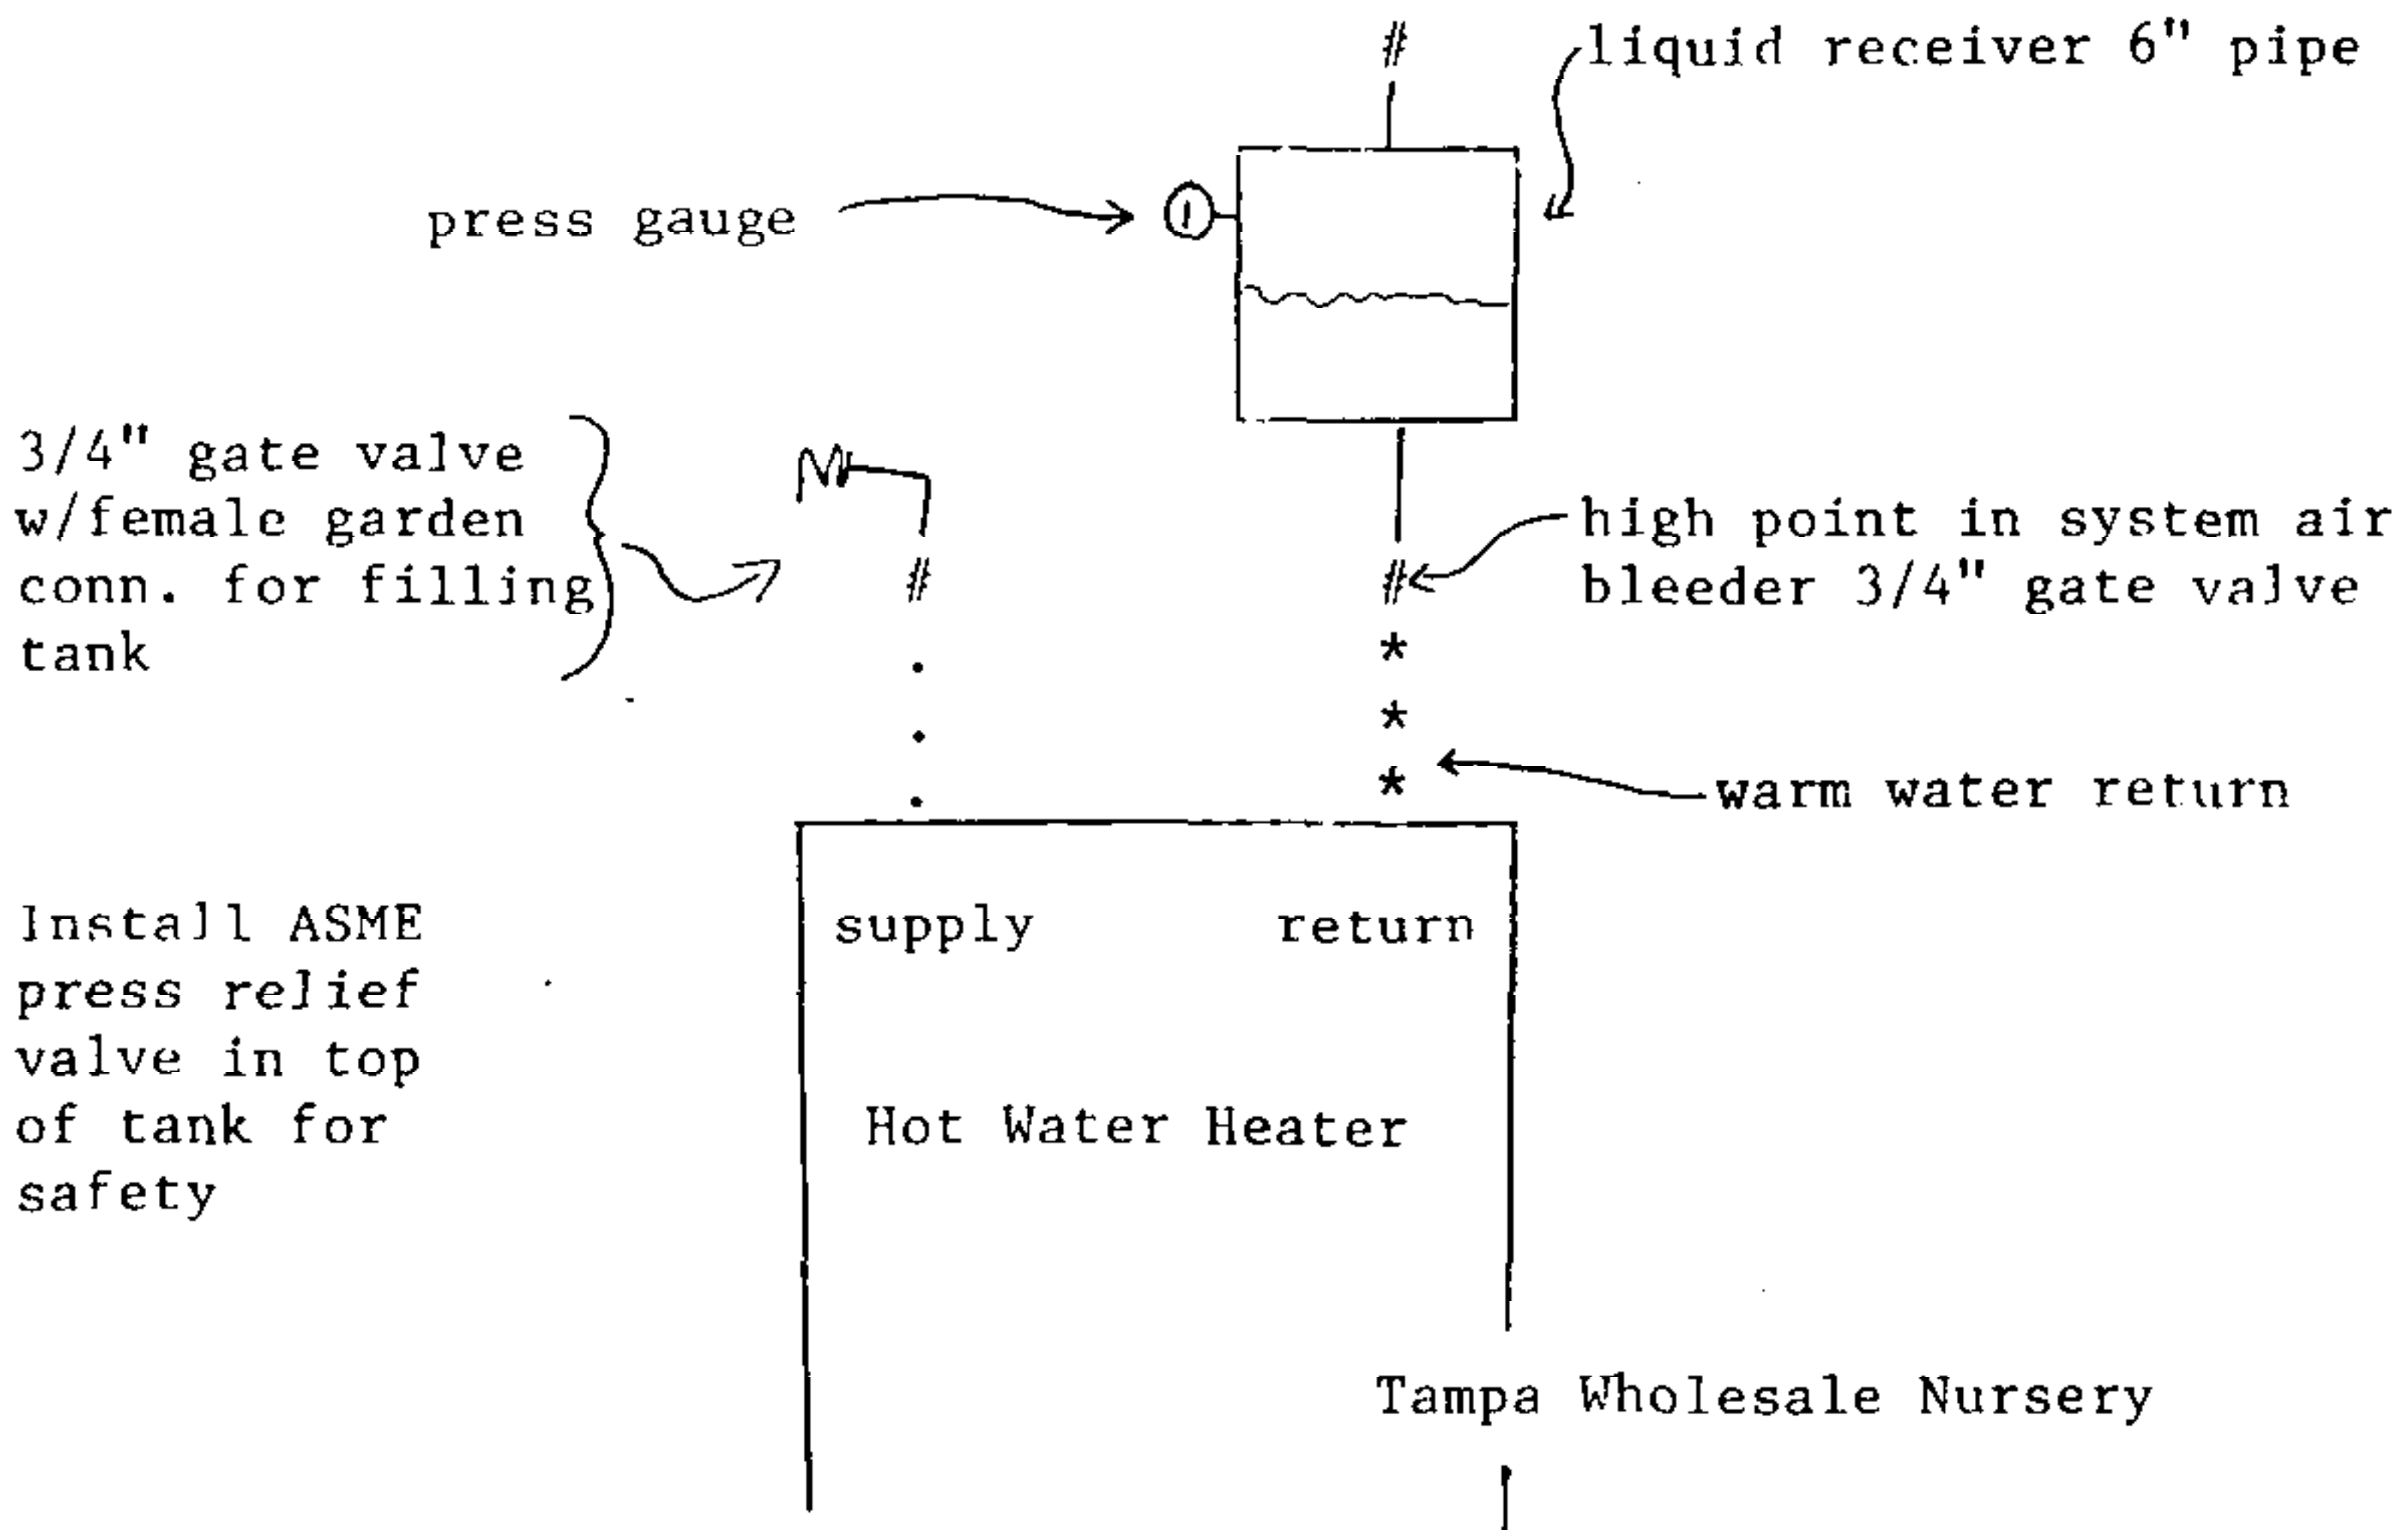 #
liquid receiver 6" pipe
press gauge
3/4" gate valve
w/female garden
conn. for filling
tank
#
high point in system air
bleeder 3/4" gate valve
#
*
*
*
.
.
.
warm water return
Install ASME
press relief
valve in top
of tank for
safety
supply return
Hot Water Heater
Tampa Wholesale Nursery